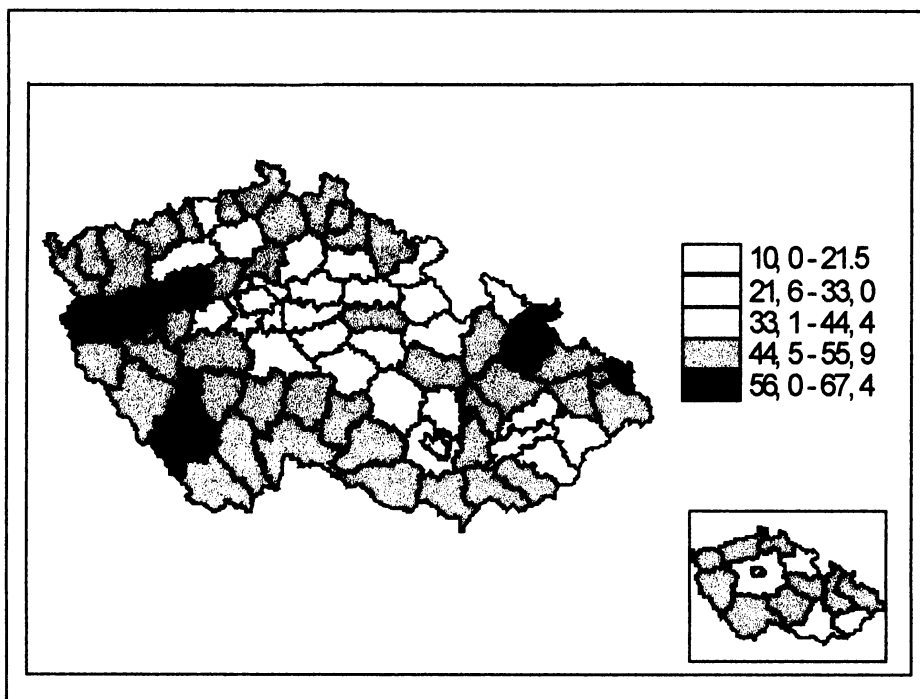 10, 0 - 21.5
21, 6 - 33, 0
33, 1 - 44, 4
44, 5 - 55, 9
56, 0 - 67, 4